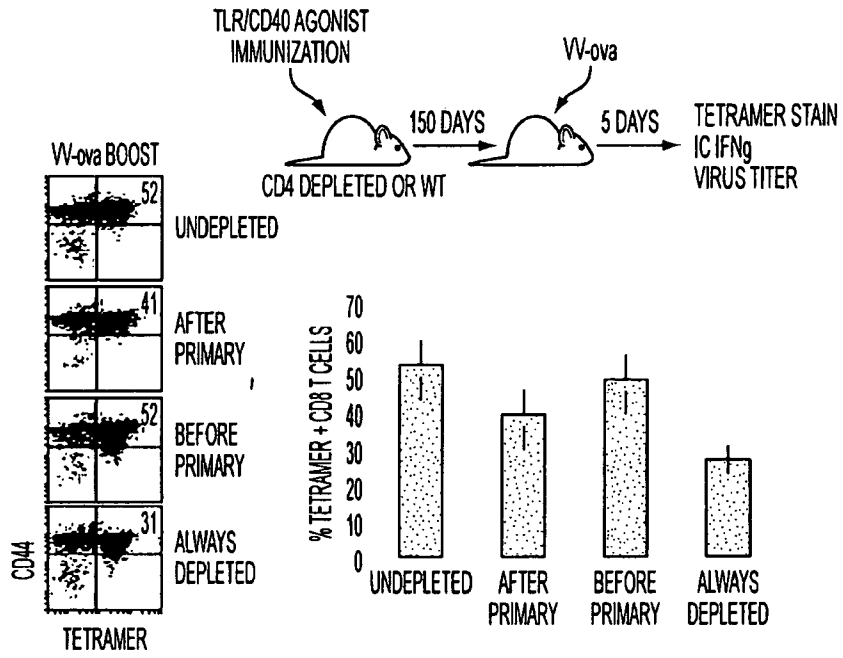 TLR/CD40 AGONIST
IMMUNIZATION
VV-ova
150 DAYS
5 DAYS
TETRAMER STAIN
IC IFNg
VIRUS TITER
CD4 DEPLETED OR WT
VV-ova BOOST
52
UNDEPLETED
41
AFTER
PRIMARY
52
BEFORE
PRIMARY
31
ALWAYS
DEPLETED
CD44
TETRAMER
% TETRAMER + CD8 T CELLS
70
60
50
40
30
20
10
0
UNDEPLETED
AFTER
PRIMARY
BEFORE
PRIMARY
ALWAYS
DEPLETED